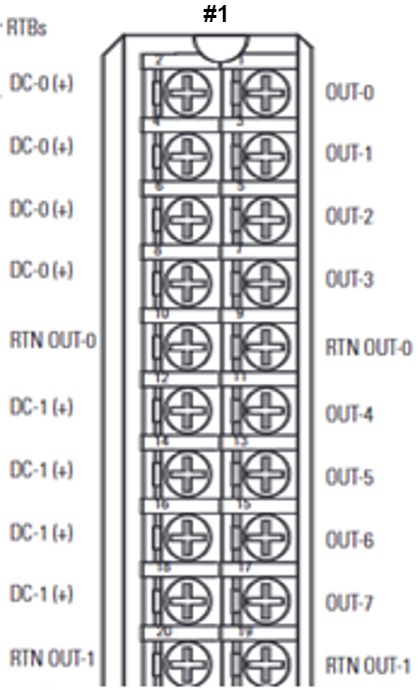 #1
RTBs
2 1
DC-0 (+) OUT-0
4 3
DC-0 (+) OUT-1
6 5
DC-0 (+) OUT-2
8 7
DC-0 (+) OUT-3
10 9
RTN OUT-0 RTN OUT-0
12 11
DC-1 (+) OUT-4
14 13
DC-1 (+) OUT-5
16 15
DC-1 (+) OUT-6
18 17
DC-1 (+) OUT-7
20 19
RTN OUT-1 RTN OUT-1